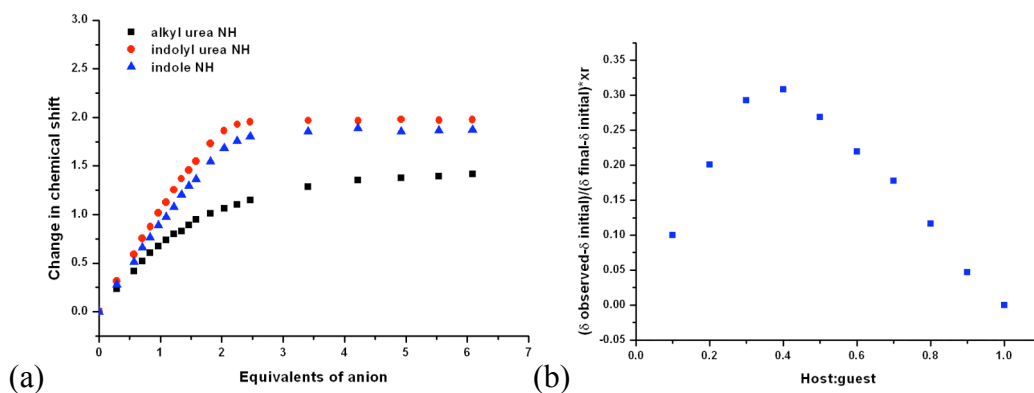 alkyl urea NH
indolyl urea NH
indole NH
3.0
2.5
2.0
1.5
1.0
0.5
0.0
Change in chemical shift
0 1 2 3 4 5 6 7
Equivalents of anion
(a)
0.35
0.30
0.25
0.20
0.15
0.10
0.05
0.00
-0.05
(δ observed-δ initial)/(δ final-δ initial)*xr
0.0 0.2 0.4 0.6 0.8 1.0
Host:guest
(b)